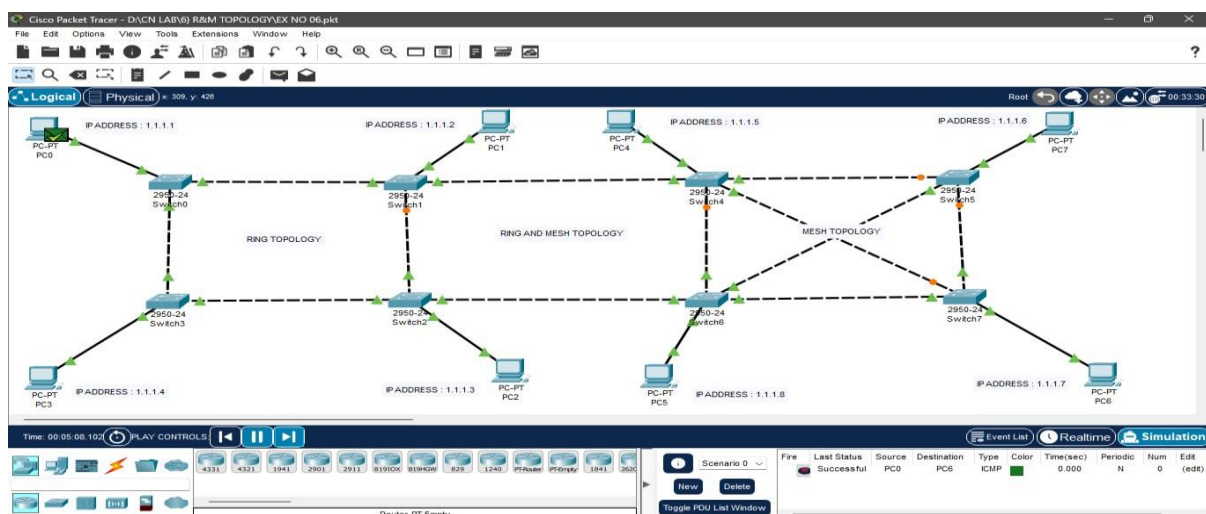 Cisco Packet Tracer - D:\CN LAB\6) R&M TOPOLOGY\EX NO 06.pkt
File Edit Options View Tools Extensions Window Help
?
Logical Physical x: 309, y: 426 Root 00:33:30
IP ADDRESS : 1.1.1.1
PC-PT
PC0
IP ADDRESS : 1.1.1.2
PC-PT
PC1
PC-PT
PC4
IP ADDRESS : 1.1.1.5
IP ADDRESS : 1.1.1.6
PC-PT
PC7
2950-24
Switch0
2950-24
Switch1
2950-24
Switch4
2950-24
Switch5
RING TOPOLOGY
RING AND MESH TOPOLOGY
MESH TOPOLOGY
2950-24
Switch3
2950-24
Switch2
2950-24
Switch6
2950-24
Switch7
PC-PT
PC3
IP ADDRESS : 1.1.1.4
IP ADDRESS : 1.1.1.3
PC-PT
PC2
PC-PT
PC5
IP ADDRESS : 1.1.1.8
IP ADDRESS : 1.1.1.7
PC-PT
PC6
Time: 00:05:08.102 PLAY CONTROLS: Event List Realtime Simulation
4331 4321 1941 2901 2911 819IOX 819HGW 829 1240 PT-Router PT-Empty 1841 2620
Scenario 0
New Delete
Toggle PDU List Window
Fire Last Status Source Destination Type Color Time(sec) Periodic Num Edit
Successful PC0 PC6 ICMP 0.000 N 0 (edit)